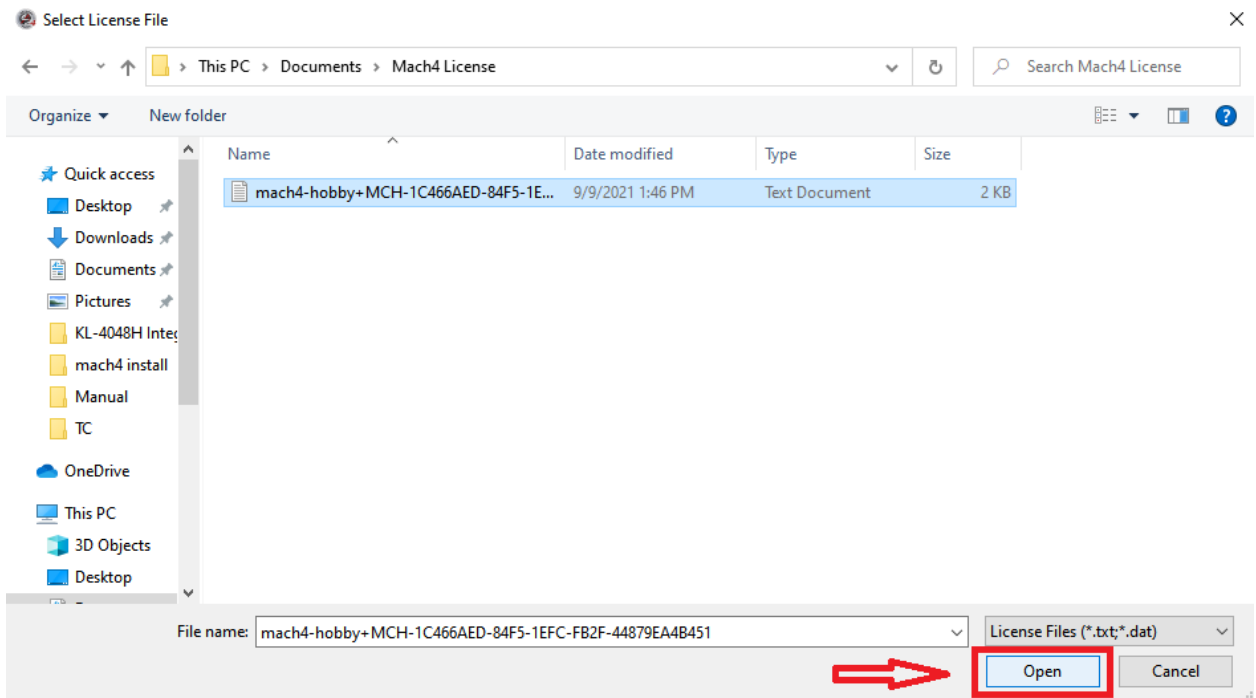 Select License File
This PC > Documents > Mach4 License
Search Mach4 License
Organize
New folder
Name Date modified Type Size
mach4-hobby+MCH-1C466AED-84F5-1E... 9/9/2021 1:46 PM Text Document 2 KB
Quick access
Desktop
Downloads
Documents
Pictures
KL-4048H Integ
mach4 install
Manual
TC
OneDrive
This PC
3D Objects
Desktop
File name: mach4-hobby+MCH-1C466AED-84F5-1EFC-FB2F-44879EA4B451
License Files (*.txt;*.dat)
Open Cancel